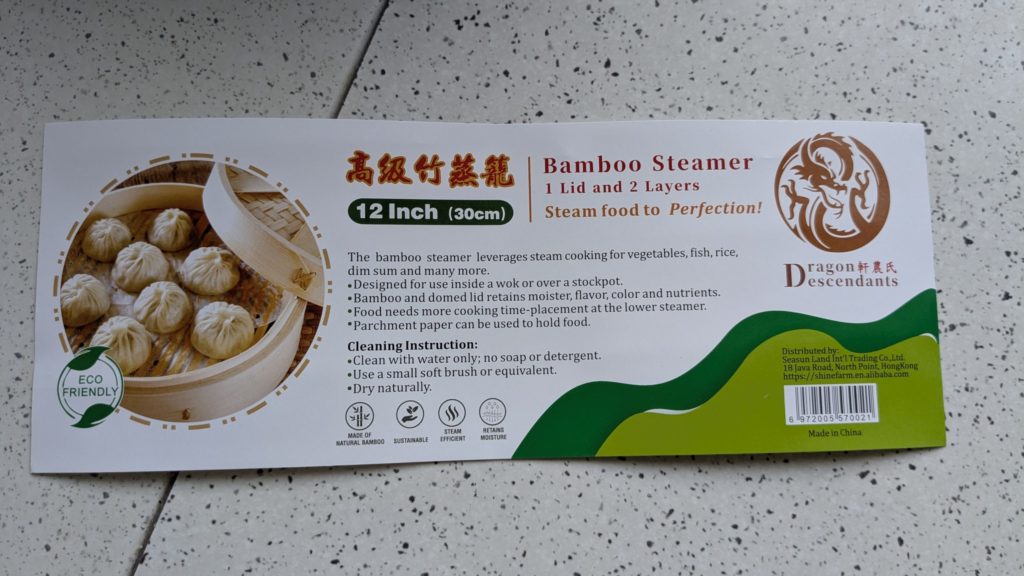 高级竹蒸籠
12 Inch (30cm)
Bamboo Steamer
1 Lid and 2 Layers
Steam food to Perfection!
Dragon 軒農氏
Descendants
The bamboo steamer leverages steam cooking for vegetables, fish, rice,
dim sum and many more.
•Designed for use inside a wok or over a stockpot.
•Bamboo and domed lid retains moister, flavor, color and nutrients.
•Food needs more cooking time-placement at the lower steamer.
•Parchment paper can be used to hold food.
Cleaning Instruction:
•Clean with water only; no soap or detergent.
•Use a small soft brush or equivalent.
•Dry naturally.
ECO
FRIENDLY
MADE OF
NATURAL BAMBOO
SUSTAINABLE
STEAM
EFFICIENT
RETAINS
MOISTURE
Distributed by:
Seasun Land Int'l Trading Co.,Ltd.
18 Java Road, North Point, HongKong
https://shinefarm.en.alibaba.com
6 972005 570021
Made in China